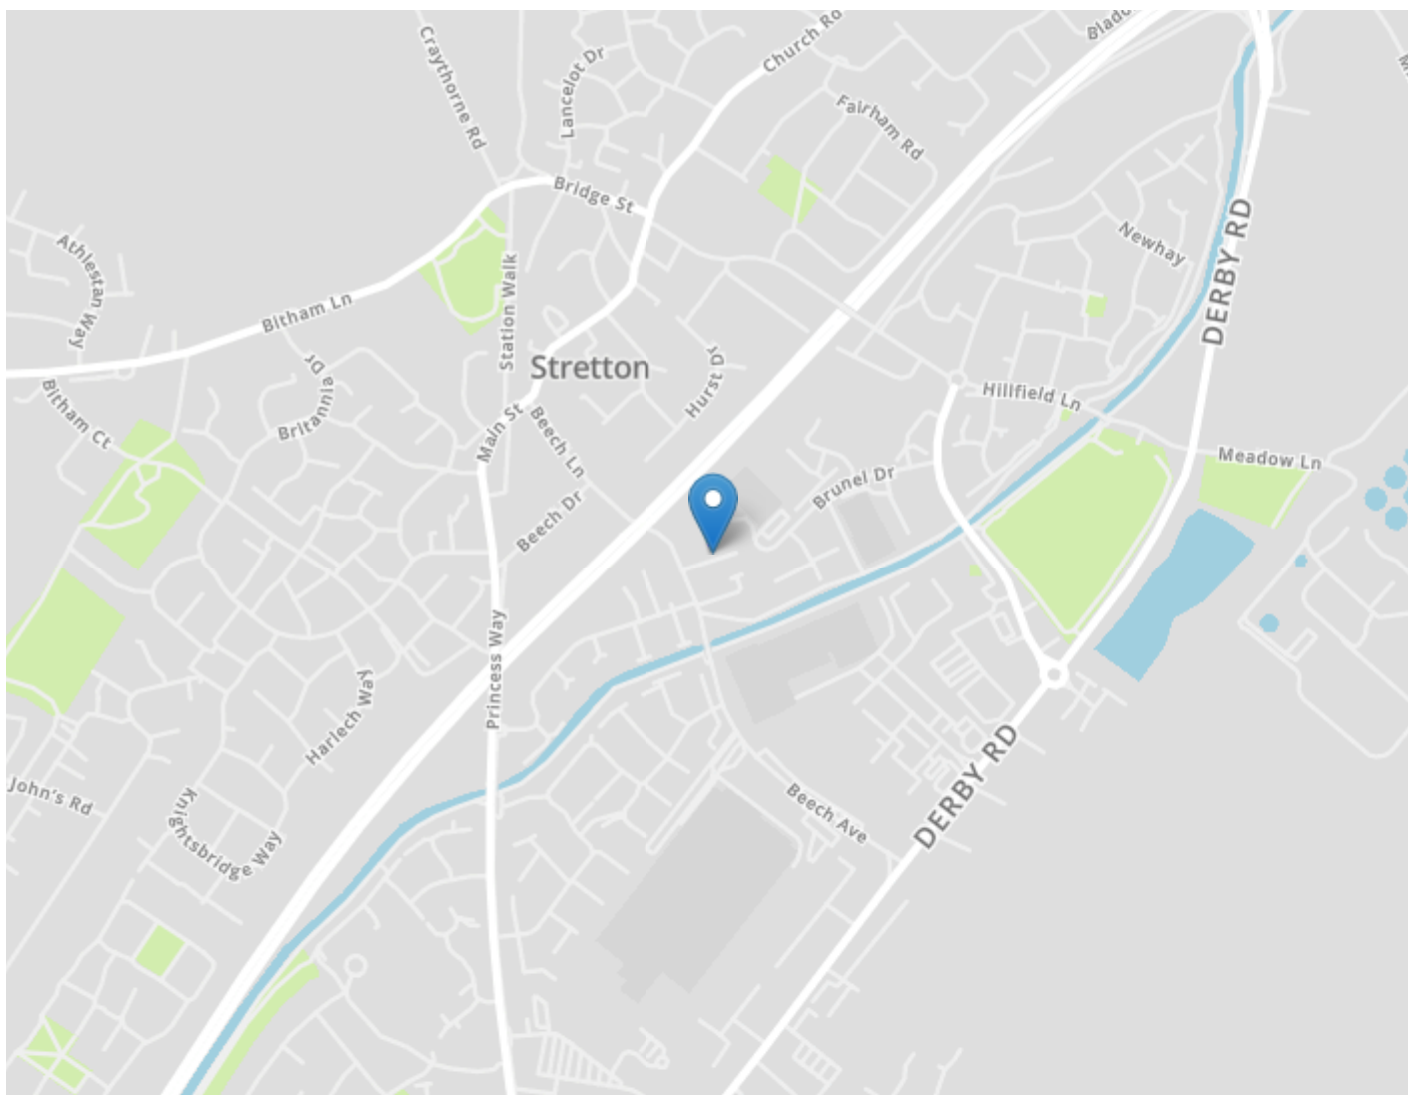 Craythorne Rd
Lancelot Dr
Church Rd
Fairham Rd
Bridge St
Newhay
DERBY RD
Athlestan Way
Station Walk
Bitham Ln
Stretton
Hurst Dr
Britannia Dr
Bitham Ct
Hillfield Ln
Main St
Beech Ln
Meadow Ln
Brunel Dr
Beech Dr
Princess Way
Harlech Way
John's Rd
Knightsbridge Way
Beech Ave
DERBY RD